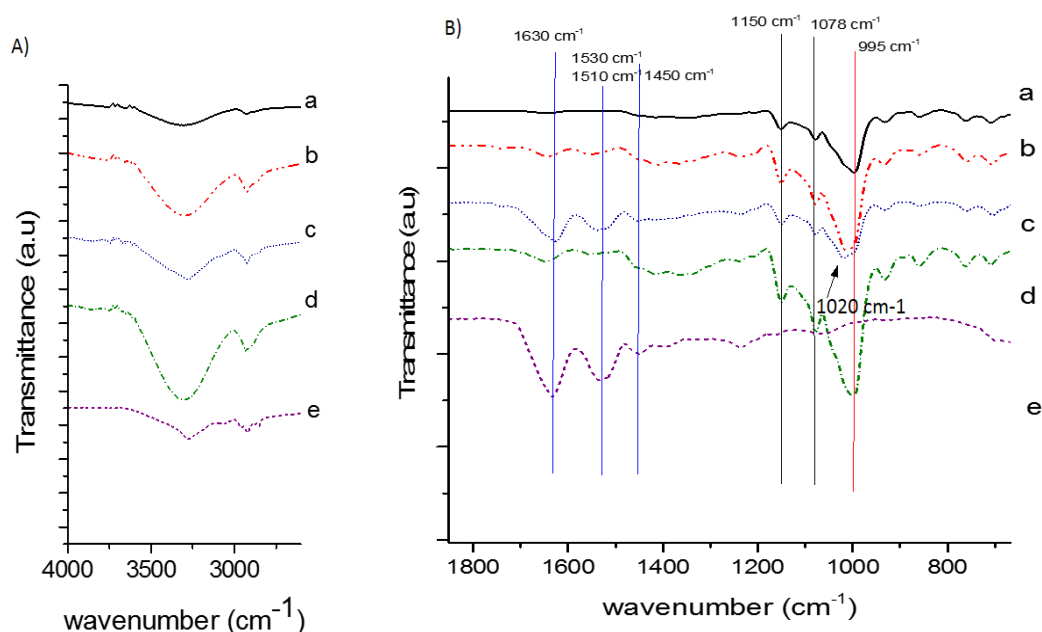 A)
a
b
c
d
e
Transmittance (a.u)
4000 3500 3000
wavenumber (cm⁻¹)
B)
1630 cm⁻¹
1530 cm⁻¹
1510 cm⁻¹ 1450 cm⁻¹
1150 cm⁻¹
1078 cm⁻¹
995 cm⁻¹
a
b
c
d
e
1020 cm-1
Transmittance (au)
1800 1600 1400 1200 1000 800
wavenumber (cm⁻¹)